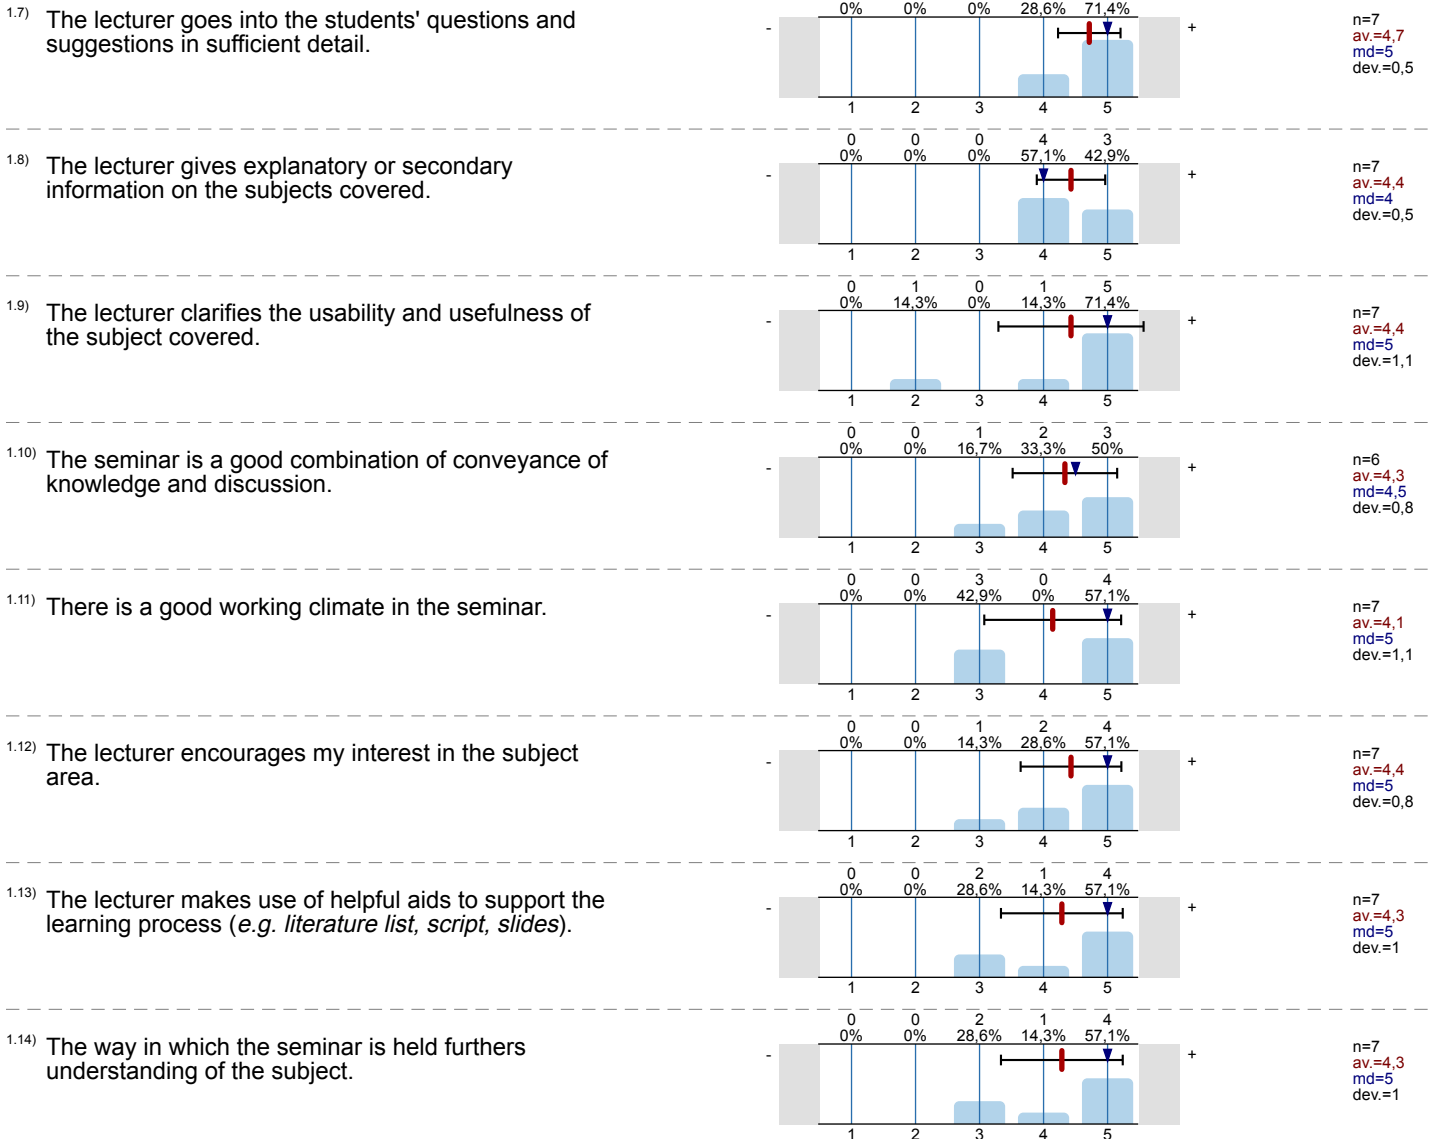 0% 0% 0% 28,6% 71,4%
1.7) The lecturer goes into the students' questions and
suggestions in sufficient detail.
- +
n=7
av.=4,7
md=5
dev.=0,5
1 2 3 4 5
0 0 0 4 3
0% 0% 0% 57,1% 42,9%
1.8) The lecturer gives explanatory or secondary
information on the subjects covered.
- +
n=7
av.=4,4
md=4
dev.=0,5
1 2 3 4 5
0 1 0 1 5
0% 14,3% 0% 14,3% 71,4%
1.9) The lecturer clarifies the usability and usefulness of
the subject covered.
- +
n=7
av.=4,4
md=5
dev.=1,1
1 2 3 4 5
0 0 1 2 3
0% 0% 16,7% 33,3% 50%
1.10) The seminar is a good combination of conveyance of
knowledge and discussion.
- +
n=6
av.=4,3
md=4,5
dev.=0,8
1 2 3 4 5
0 0 3 0 4
0% 0% 42,9% 0% 57,1%
1.11) There is a good working climate in the seminar.
- +
n=7
av.=4,1
md=5
dev.=1,1
1 2 3 4 5
0 0 1 2 4
0% 0% 14,3% 28,6% 57,1%
1.12) The lecturer encourages my interest in the subject
area.
- +
n=7
av.=4,4
md=5
dev.=0,8
1 2 3 4 5
0 0 2 1 4
0% 0% 28,6% 14,3% 57,1%
1.13) The lecturer makes use of helpful aids to support the
learning process (e.g. literature list, script, slides).
- +
n=7
av.=4,3
md=5
dev.=1
1 2 3 4 5
0 0 2 1 4
0% 0% 28,6% 14,3% 57,1%
1.14) The way in which the seminar is held furthers
understanding of the subject.
- +
n=7
av.=4,3
md=5
dev.=1
1 2 3 4 5